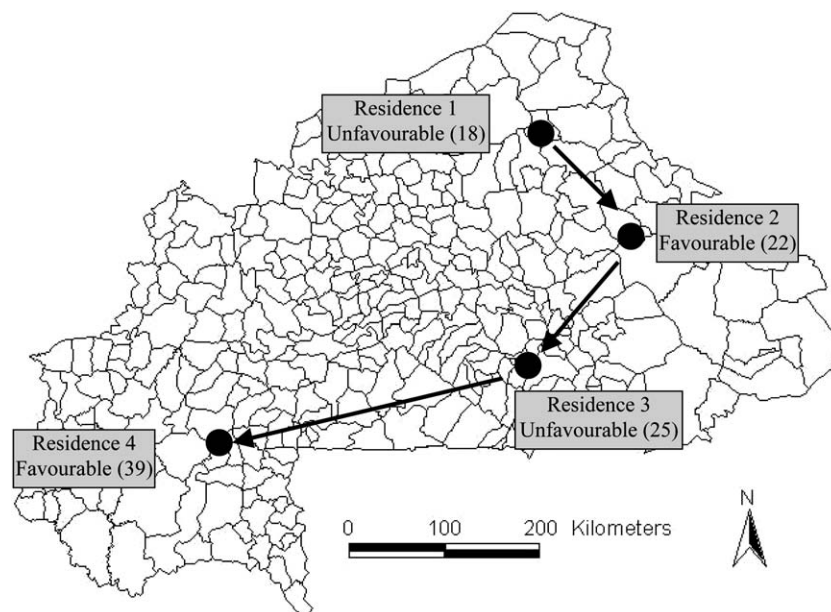 Residence 1
Unfavourable (18)
Residence 2
Favourable (22)
Residence 3
Unfavourable (25)
Residence 4
Favourable (39)
N
0 100 200 Kilometers